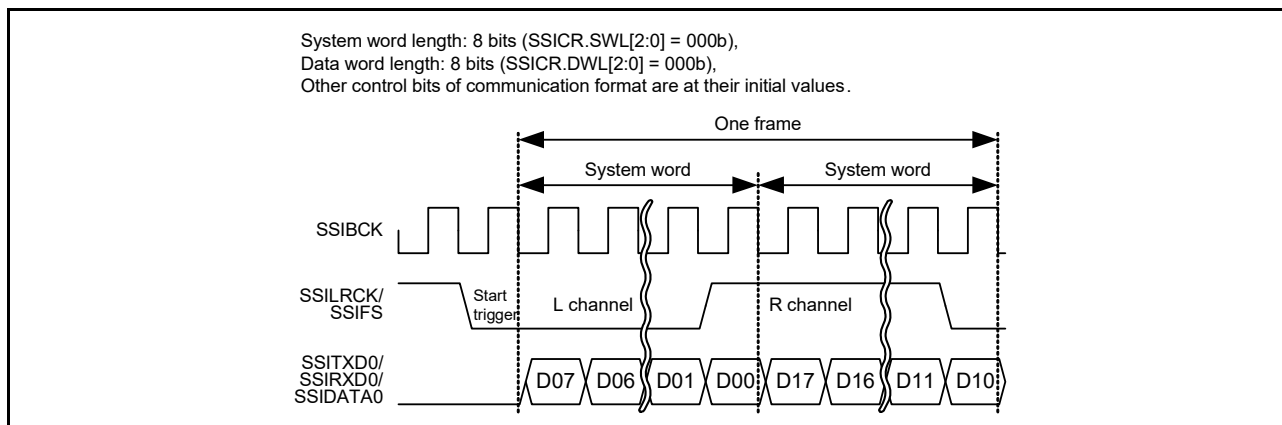 System word length: 8 bits (SSICR.SWL[2:0] = 000b),
Data word length: 8 bits (SSICR.DWL[2:0] = 000b),
Other control bits of communication format are at their initial values.
One frame
System word System word
SSIBCK
SSILRCK/
SSIFS
Start
trigger
L channel
R channel
SSITXD0/
SSIRXD0/
SSIDATA0
D07 D06 D01 D00 D17 D16 D11 D10